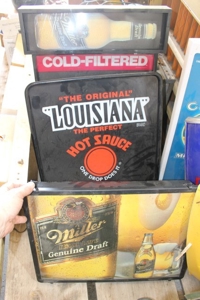 COLD-FILTERED
"THE ORIGINAL"
LOUISIANA
THE PERFECT
HOT SAUCE
ONE DROP DOES IT
Miller
Genuine Draft